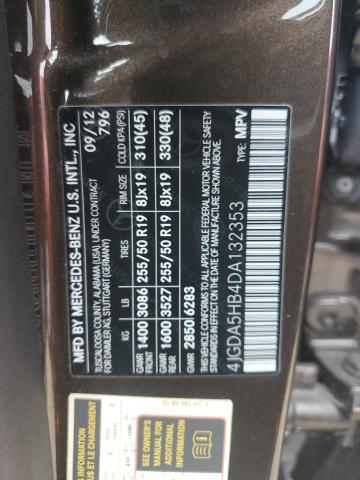 MFD BY MERCEDES-BENZ U.S. INTL., INC
TUSCALOOSA COUNTY, ALABAMA (USA), UNDER CONTRACT
FOR DAIMLER AG, STUTTGART (GERMANY)
09/12
796
KG LB TIRES RIM SIZE COLD KPA(PSI)
GAWR FRONT 1400 3086 255/50 R19 8Jx19 310(45)
GAWR REAR 1600 3527 255/50 R19 8Jx19 330(48)
GVWR 2850 6283
THIS VEHICLE CONFORMS TO ALL APPLICABLE FEDERAL MOTOR VEHICLE SAFETY
STANDARDS IN EFFECT ON THE DATE OF MANUFACTURE SHOWN ABOVE
4JGDA5HB4DA132353 TYPE: MPV
INFORMATION
ET LE CHARGEMENT
SEE OWNER'S
MANUAL FOR
ADDITIONAL